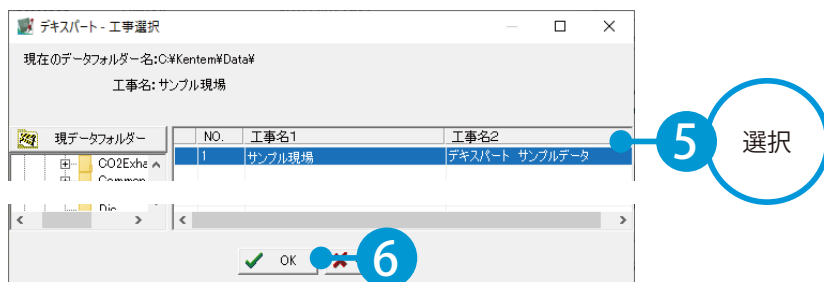 デキスパート - 工事選択
現在のデータフォルダー名:C:¥Kentem¥Data¥
工事名: サンプル現場
現データフォルダー
NO. 工事名1 工事名2
1 サンプル現場 デキスパート サンプルデータ
CO2Exhe
Common
Dic
5 選択
OK
6